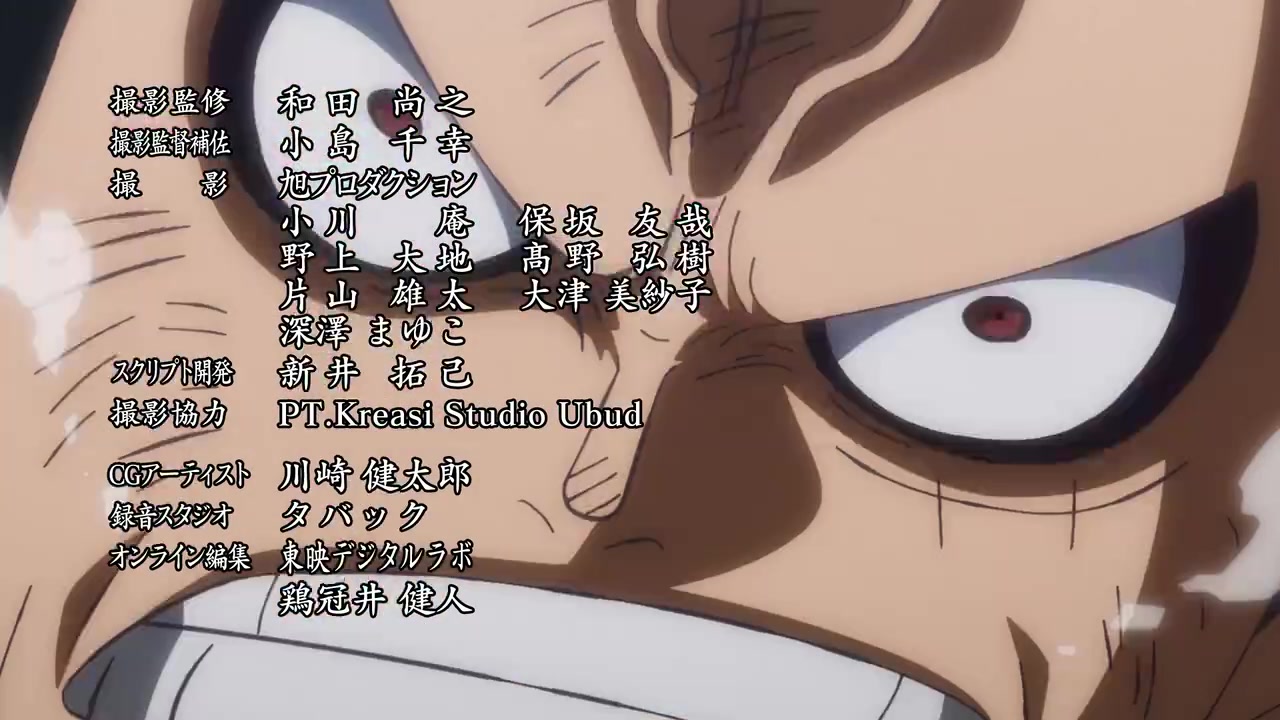 撮影監修 和田 尚之
撮影監督補佐 小島 千幸
撮影 旭プロダクション
小川 庵 保坂 友哉
野上 大地 髙野 弘樹
片山 雄太 大津 美紗子
深澤 まゆこ
スクリプト開発 新井 拓己
撮影協力 PT.Kreasi Studio Ubud
CGアーティスト 川崎 健太郎
録音スタジオ タバック
オンライン編集 東映デジタルラボ
鶏冠井 健人